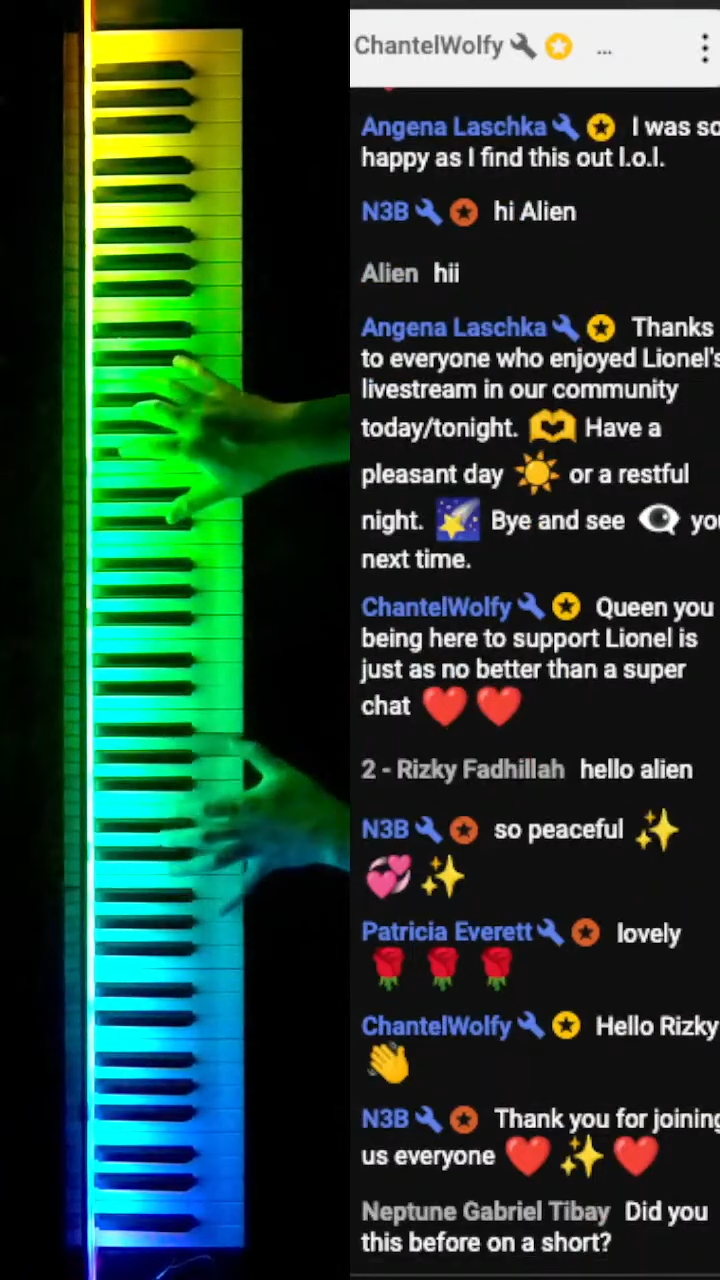 ChantelWolfy ...
Angena Laschka I was so
happy as I find this out l.o.l.
N3B hi Alien
Alien hii
Angena Laschka Thanks
to everyone who enjoyed Lionel's
livestream in our community
today/tonight. Have a
pleasant day or a restful
night. Bye and see you
next time.
ChantelWolfy Queen you
being here to support Lionel is
just as no better than a super
chat
2 - Rizky Fadhillah hello alien
N3B so peaceful
Patricia Everett lovely
ChantelWolfy Hello Rizky
N3B Thank you for joining
us everyone
Neptune Gabriel Tibay Did you
this before on a short?